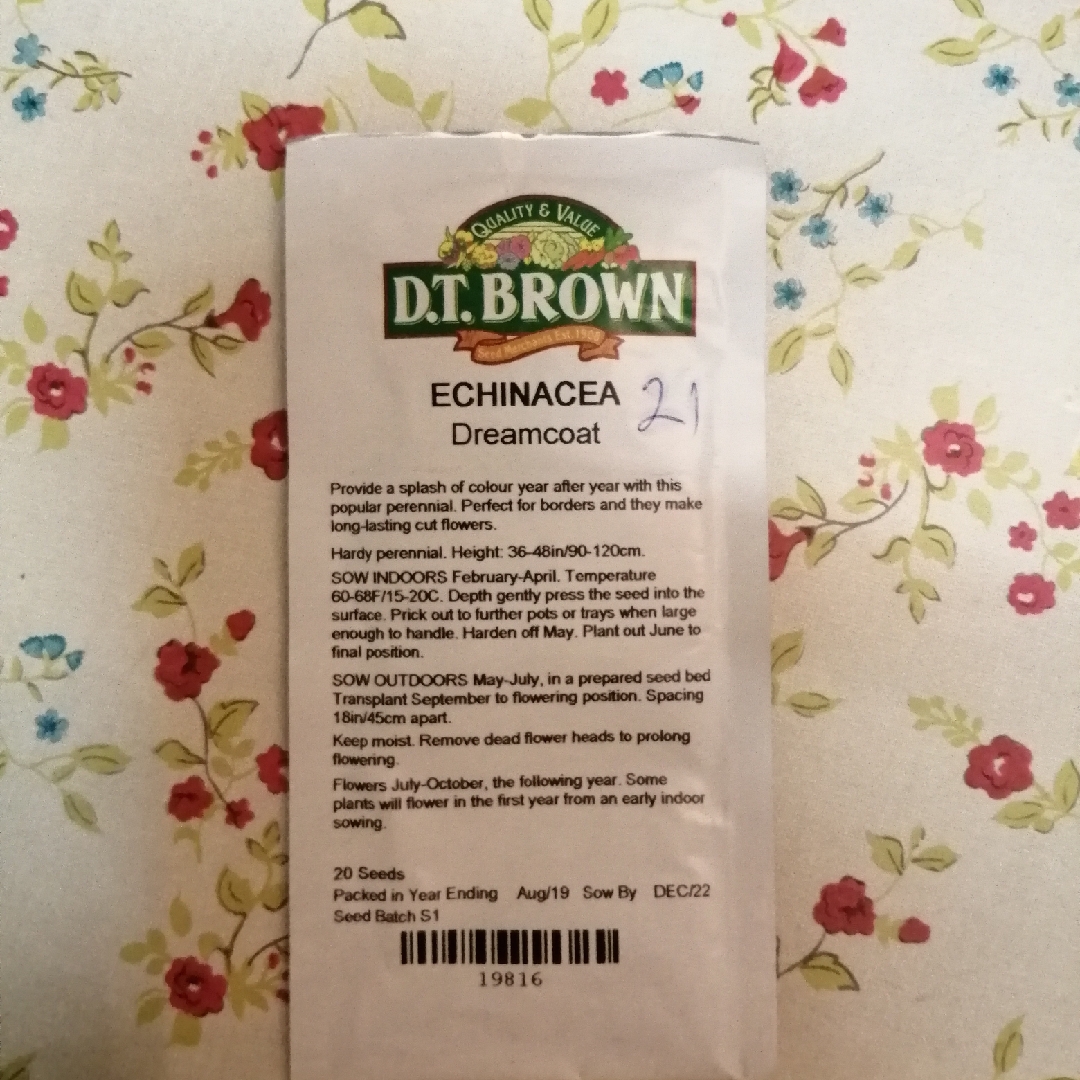 QUALITY & VALUE
D.T. BROWN
Seed Merchants Est. 1908
ECHINACEA 21
Dreamcoat
Provide a splash of colour year after year with this
popular perennial. Perfect for borders and they make
long-lasting cut flowers.
Hardy perennial. Height: 36-48in/90-120cm.
SOW INDOORS February-April. Temperature
60-68F/15-20C. Depth gently press the seed into the
surface. Prick out to further pots or trays when large
enough to handle. Harden off May. Plant out June to
final position.
SOW OUTDOORS May-July, in a prepared seed bed
Transplant September to flowering position. Spacing
18in/45cm apart.
Keep moist. Remove dead flower heads to prolong
flowering.
Flowers July-October, the following year. Some
plants will flower in the first year from an early indoor
sowing.
20 Seeds
Packed in Year Ending Aug/19 Sow By DEC/22
Seed Batch S1
19816